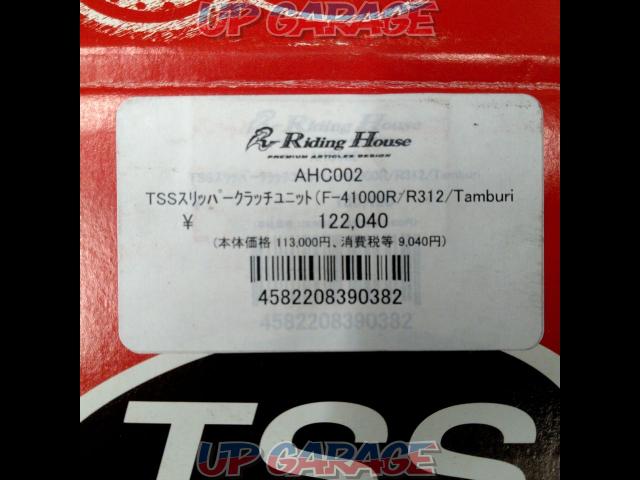 UP GARAGE
Riding House
PREMIUM ARTICLES DESIGN
AHC002
TSSスリッパークラッチユニット(F-41000R/R312/Tamburi
¥ 122,040
(本体価格 113,000円、消費税等 9,040円)
4582208390382
4582208390382
TSS
UP GARAGE